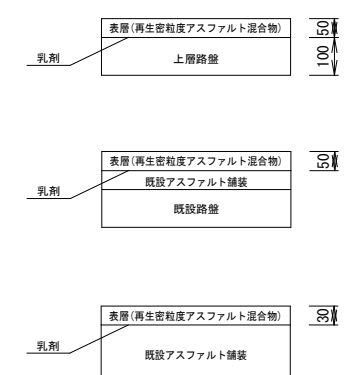 表層(再生密粒度アスファルト混合物)
50
乳剤
上層路盤
100
表層(再生密粒度アスファルト混合物)
50
既設アスファルト舗装
乳剤
既設路盤
表層(再生密粒度アスファルト混合物)
30
乳剤
既設アスファルト舗装